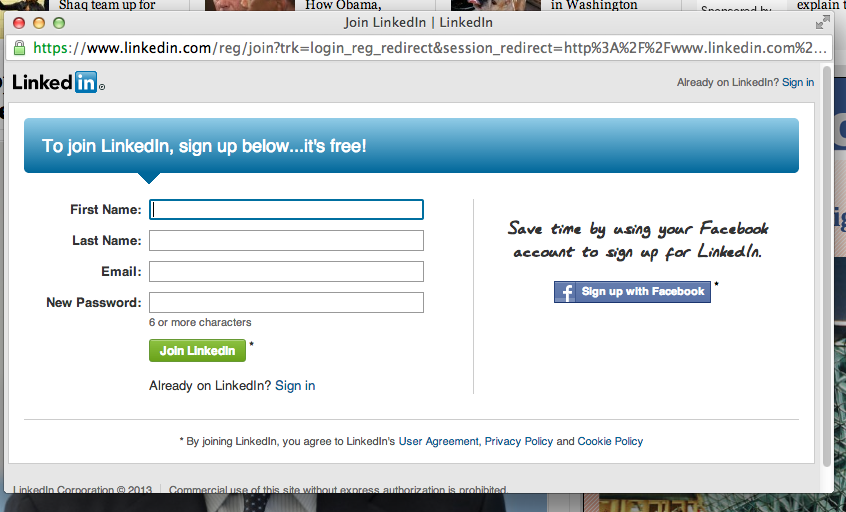 Shaq team up for
How Obama,
in Washington
Sponsored by
explain t
Join LinkedIn | LinkedIn
https://www.linkedin.com/reg/join?trk=login_reg_redirect&session_redirect=http%3A%2F%2Fwww.linkedin.com%2...
Linked in®
Already on LinkedIn? Sign in
To join LinkedIn, sign up below...it's free!
First Name:
Last Name:
Email:
New Password:
6 or more characters
Join LinkedIn *
Already on LinkedIn? Sign in
Save time by using your Facebook
account to sign up for LinkedIn.
f Sign up with Facebook *
* By joining LinkedIn, you agree to LinkedIn's User Agreement, Privacy Policy and Cookie Policy
LinkedIn Corporation © 2013 | Commercial use of this site without express authorization is prohibited.